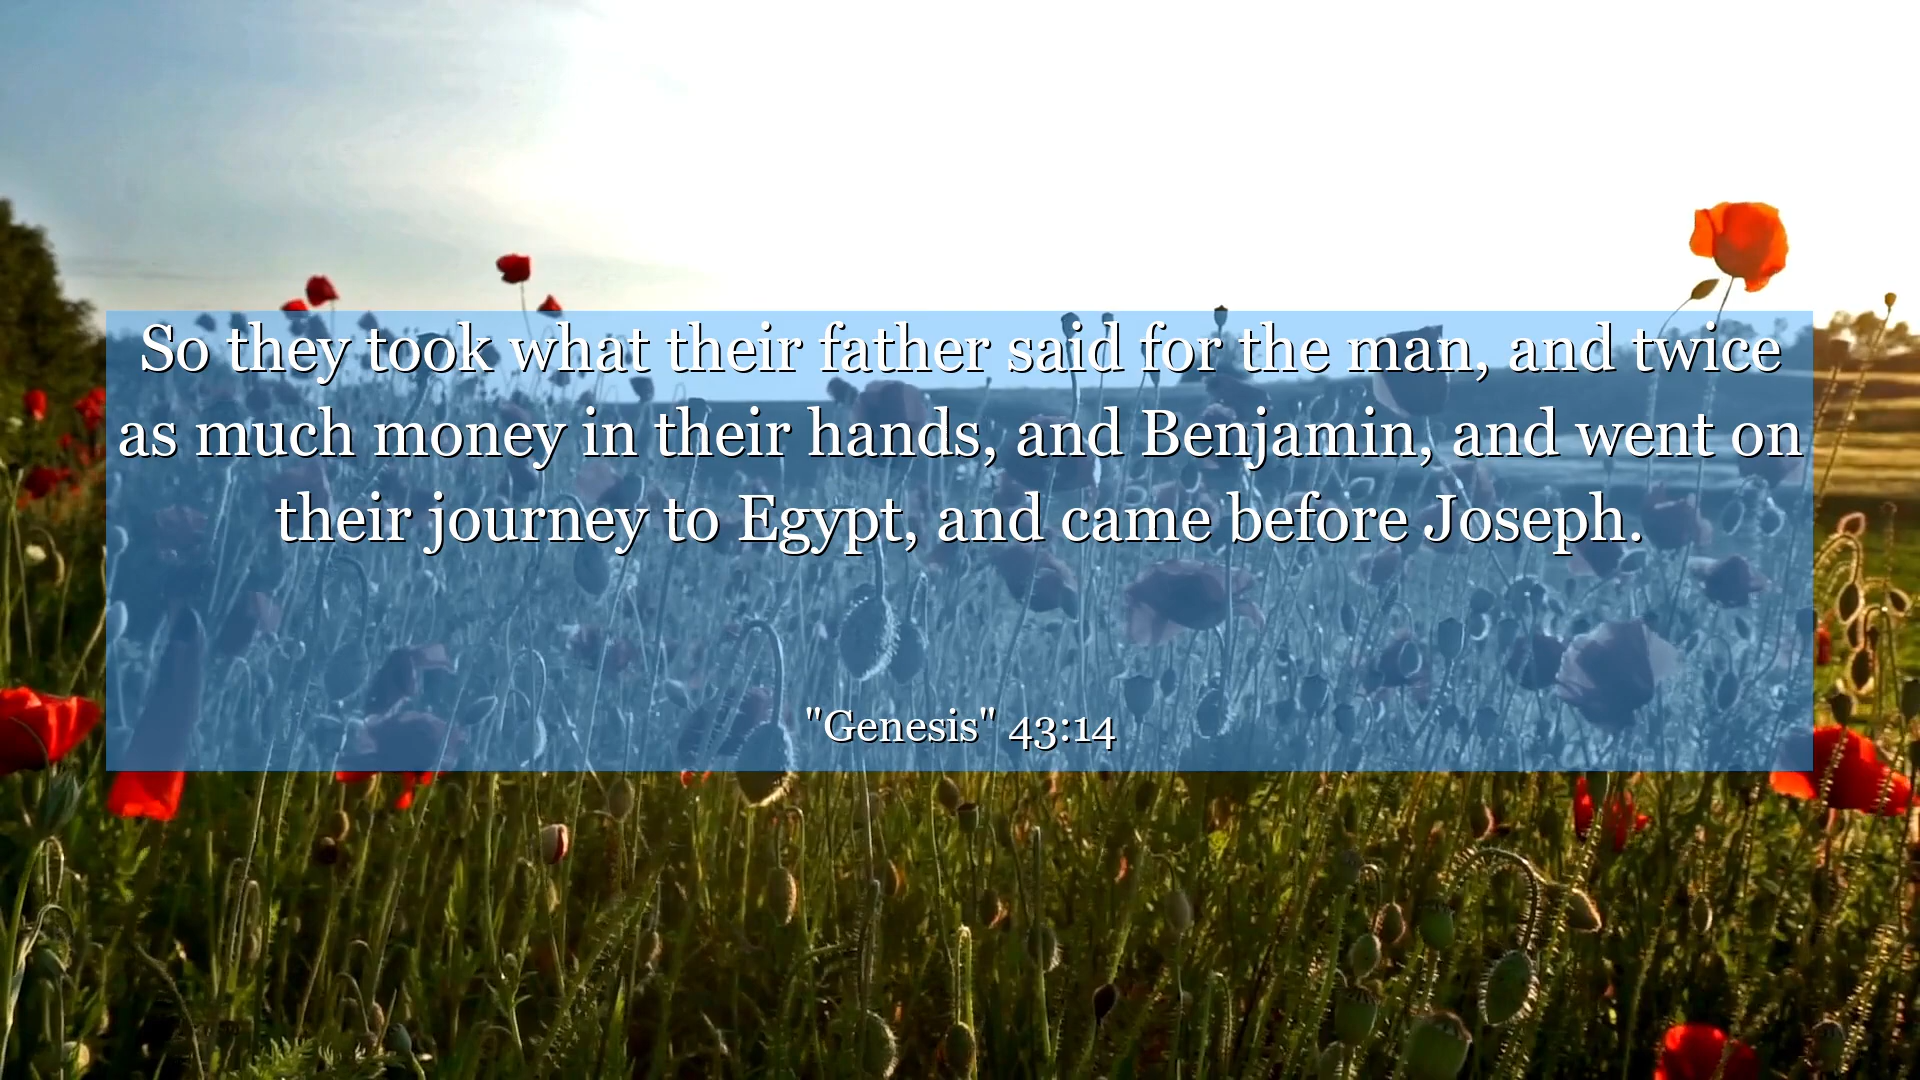 So they took what their father said for the man, and twice
as much money in their hands, and Benjamin, and went on
their journey to Egypt, and came before Joseph.
"Genesis" 43:14